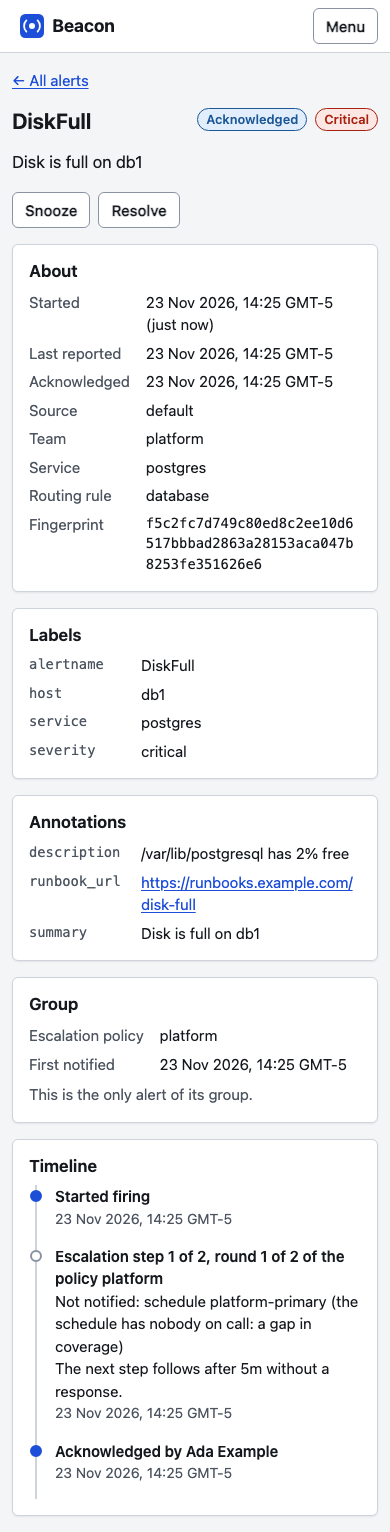 Beacon
Menu
← All alerts
DiskFull
Acknowledged
Critical
Disk is full on db1
Snooze
Resolve
About
Started
23 Nov 2026, 14:25 GMT-5
(just now)
Last reported
23 Nov 2026, 14:25 GMT-5
Acknowledged
23 Nov 2026, 14:25 GMT-5
Source
default
Team
platform
Service
postgres
Routing rule
database
Fingerprint
f5c2fc7d749c80ed8c2ee10d6
517bbbad2863a28153aca047b
8253fe351626e6
Labels
alertname
DiskFull
host
db1
service
postgres
severity
critical
Annotations
description
/var/lib/postgresql has 2% free
runbook_url
https://runbooks.example.com/
disk-full
summary
Disk is full on db1
Group
Escalation policy
platform
First notified
23 Nov 2026, 14:25 GMT-5
This is the only alert of its group.
Timeline
Started firing
23 Nov 2026, 14:25 GMT-5
Escalation step 1 of 2, round 1 of 2 of the
policy platform
Not notified: schedule platform-primary (the
schedule has nobody on call: a gap in
coverage)
The next step follows after 5m without a
response.
23 Nov 2026, 14:25 GMT-5
Acknowledged by Ada Example
23 Nov 2026, 14:25 GMT-5